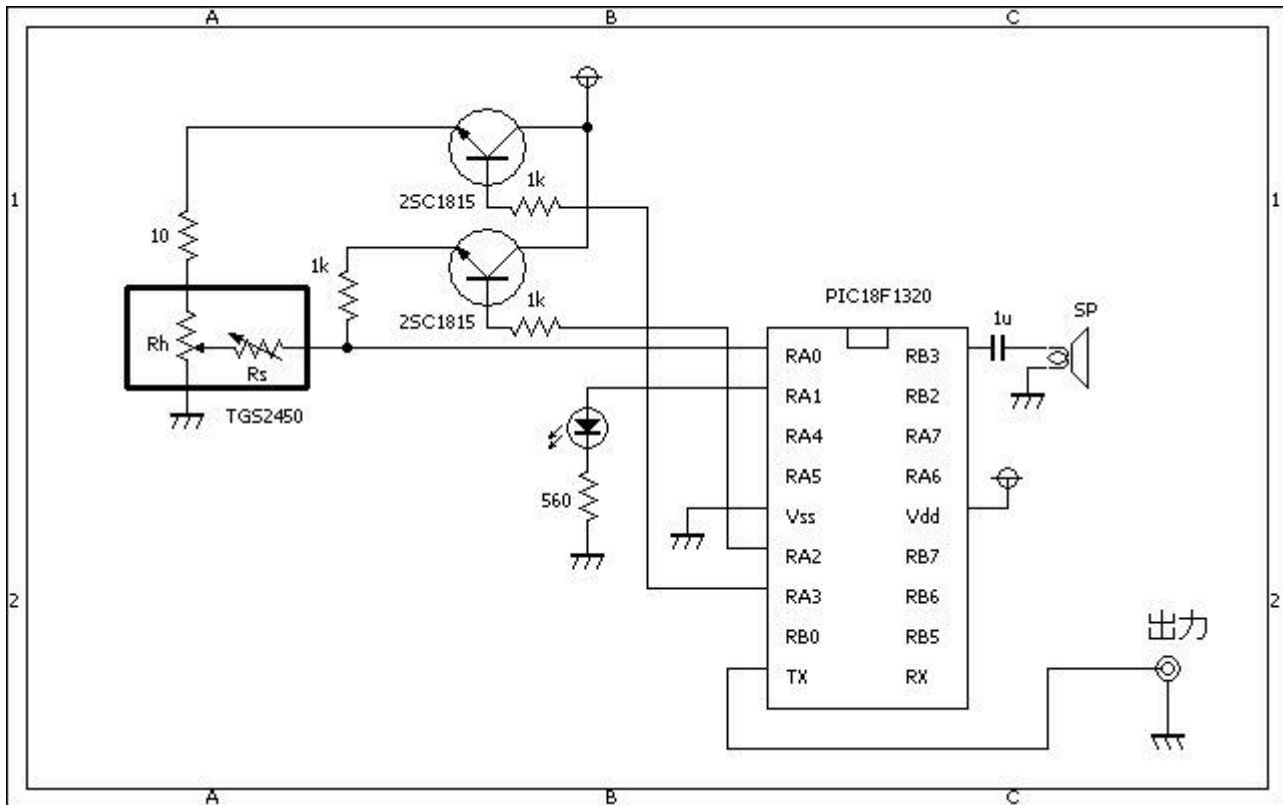 A B C
1k
1 2SC1815 1
10
1k
1k
PIC18F1320
2SC1815
1u SP
Rh
Rs
TGS2450
RA0 RB3
RA1 RB2
RA4 RA7
RA5 RA6
560
Vss Vdd
RA2 RB7
RA3 RB6
2 2
RB0 RB5
出力
TX RX
A B C